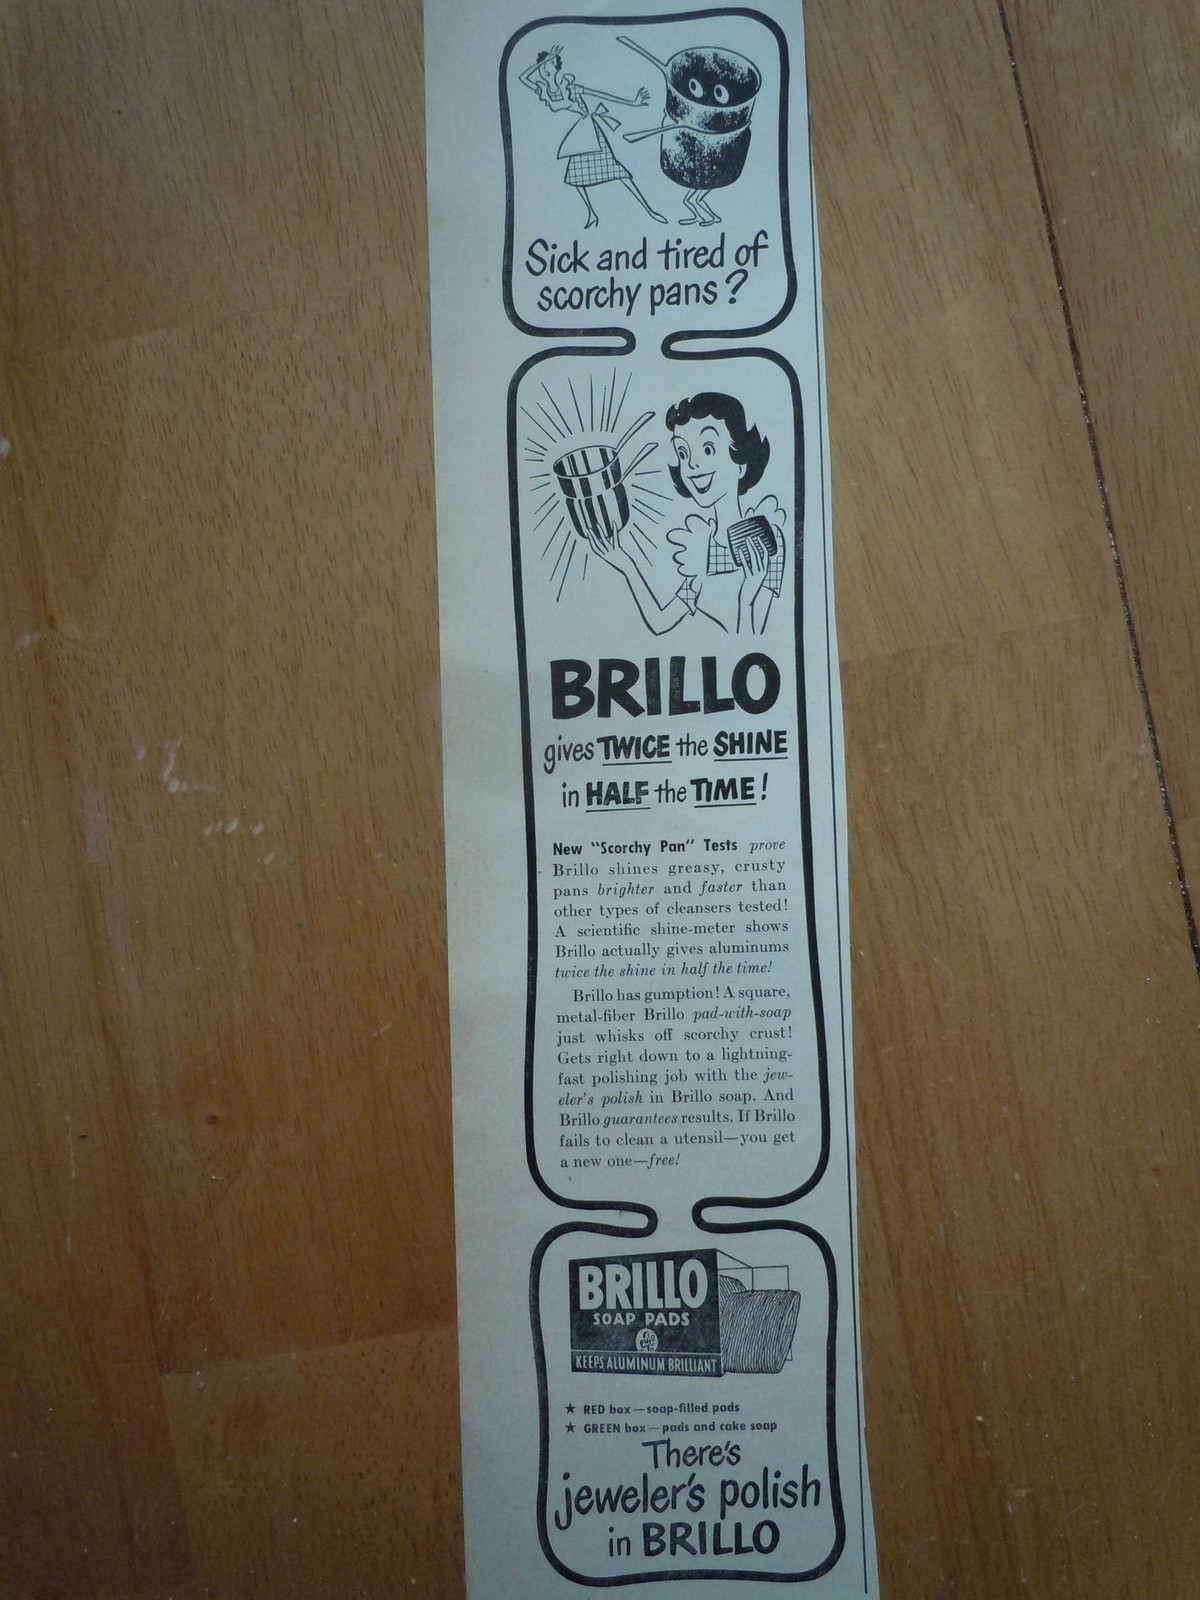 Sick and tired of
scorchy pans?
BRILLO
gives TWICE the SHINE
in HALF the TIME!
New "Scorchy Pan" Tests prove
Brillo shines greasy, crusty
pans brighter and faster than
other types of cleansers tested!
A scientific shine-meter shows
Brillo actually gives aluminums
twice the shine in half the time!
Brillo has gumption! A square,
metal-fiber Brillo pad-with-soap
just whisks off scorchy crust!
Gets right down to a lightning-
fast polishing job with the jew-
eler's polish in Brillo soap. And
Brillo guarantees results. If Brillo
fails to clean a utensil—you get
a new one—free!
BRILLO
SOAP PADS
KEEPS ALUMINUM BRILLIANT
★ RED box—soap-filled pads
★ GREEN box—pads and cake soap
There's
jeweler's polish
in BRILLO